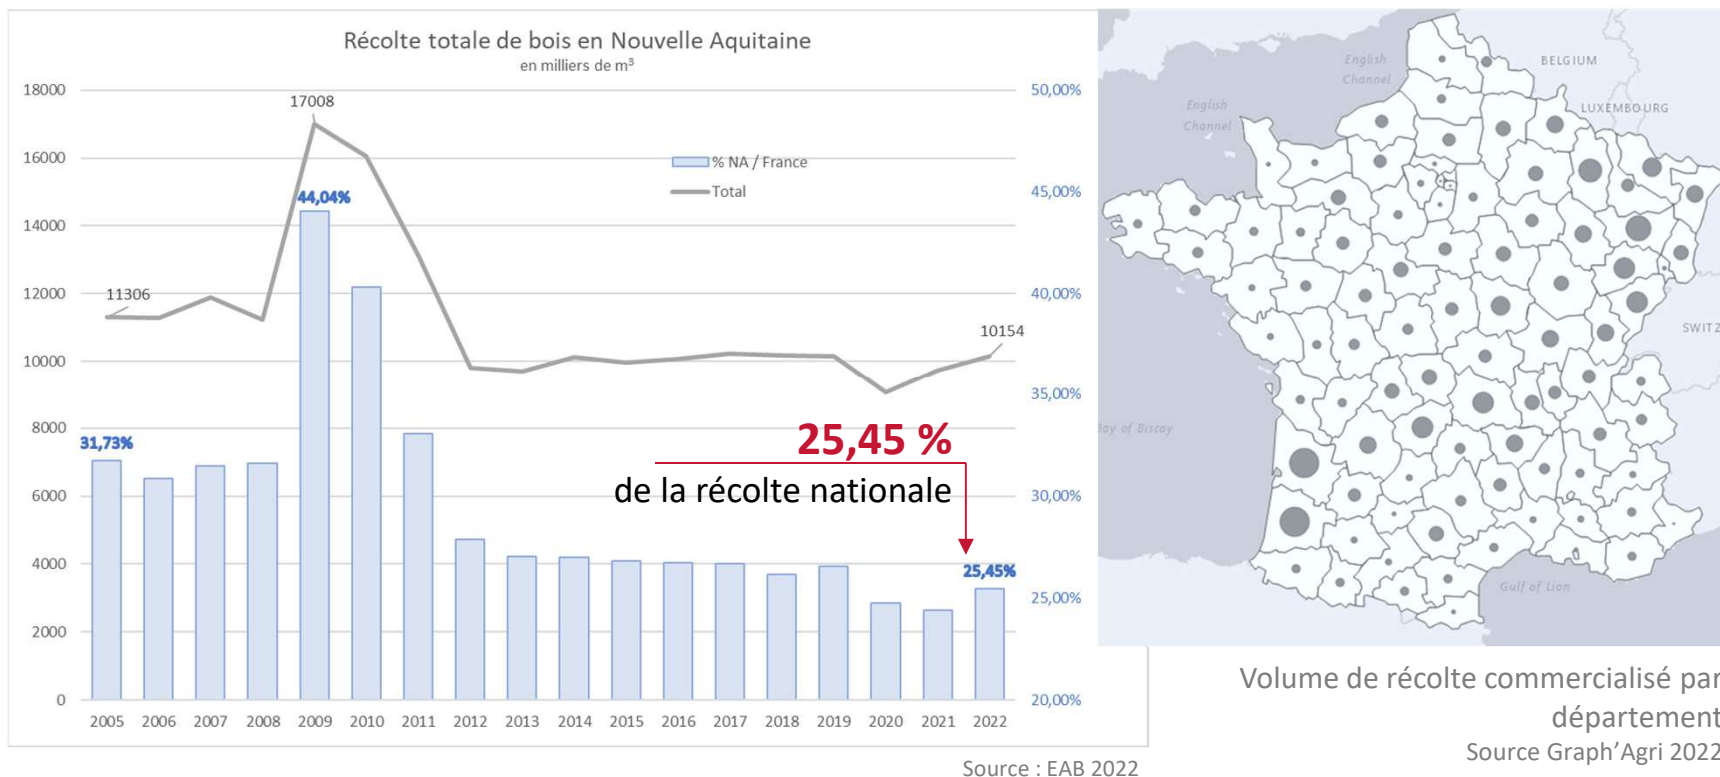 Récolte totale de bois en Nouvelle Aquitaine
en milliers de m³
18000
16000
14000
12000
10000
8000
6000
4000
2000
0
50,00%
45,00%
40,00%
35,00%
30,00%
25,00%
20,00%
17008
44,04%
% NA / France
Total
11306
10154
31,73%
25,45 %
de la récolte nationale
25,45%
2005 2006 2007 2008 2009 2010 2011 2012 2013 2014 2015 2016 2017 2018 2019 2020 2021 2022
Source : EAB 2022
English
Channel
BELGIUM
English
Channel
LUXEMBOURG
SWITZ
Bay of Biscay
Gulf of Lion
Volume de récolte commercialisé par
département
Source Graph’Agri 2022